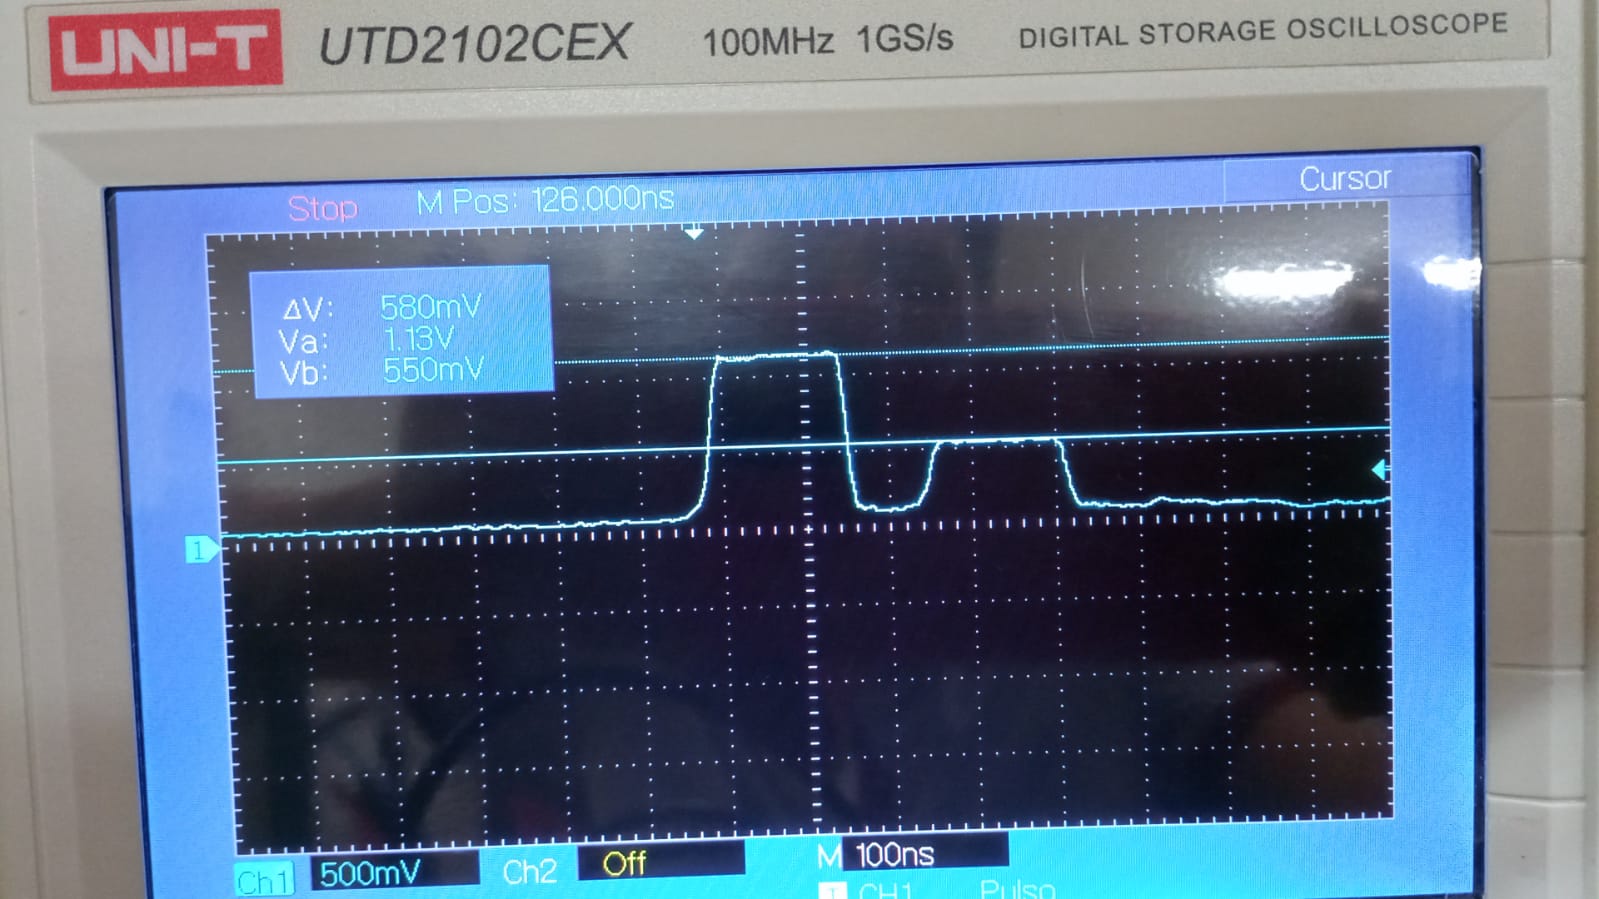 UNI-T UTD2102CEX 100MHz 1GS/s DIGITAL STORAGE OSCILLOSCOPE
Stop M Pos: 126.000ns Cursor
ΔV: 580mV
Va: 1.13V
Vb: 550mV
1
Ch1 500mV Ch2 Off M 100ns
T CH1 Pulso